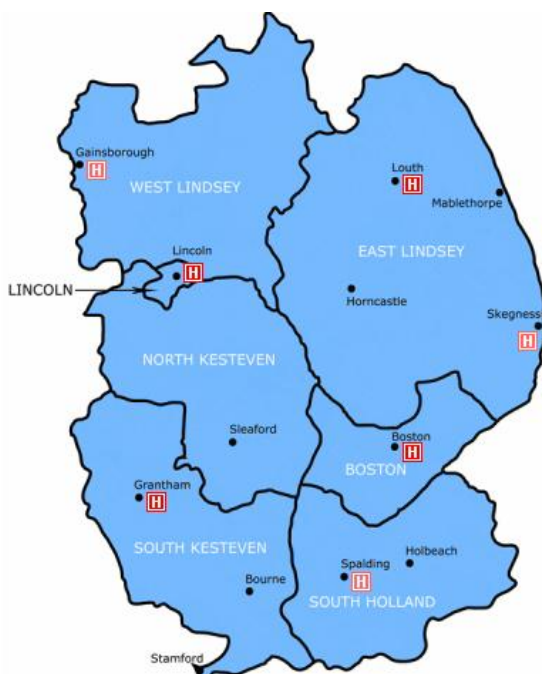 Gainsborough
H
WEST LINDSEY
Louth
H
Mablethorpe
EAST LINDSEY
Lincoln
H
LINCOLN
Horncastle
Skegness
H
NORTH KESTEVEN
Sleaford
Boston
H
BOSTON
Grantham
H
SOUTH KESTEVEN
Bourne
Holbeach
Spalding
H
SOUTH HOLLAND
Stamford